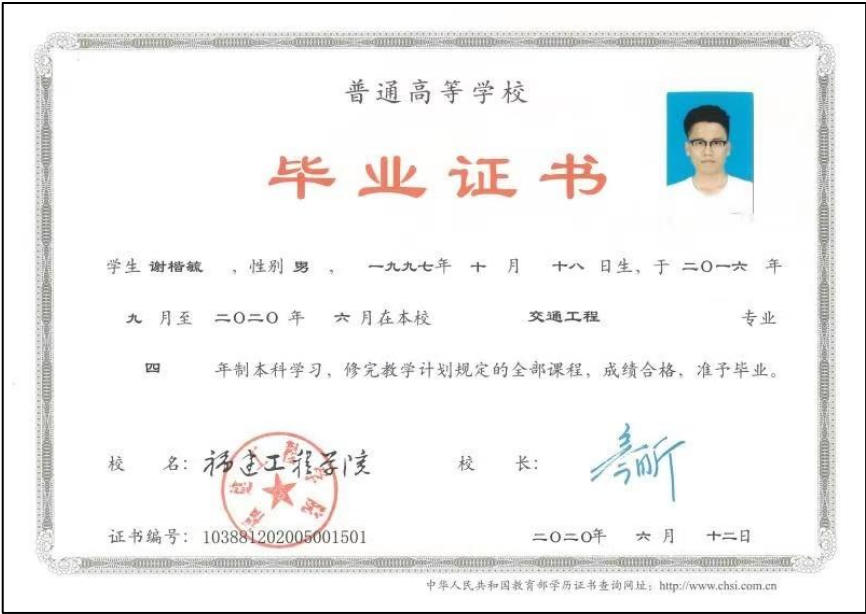 普通高等学校
毕业证书
学生 谢楷毓 ，性别 男 ， 一九九七年 十 月 十八 日生，于 二〇一六 年
九 月至 二〇二〇 年 六 月在本校 交通工程 专业
四 年制本科学习，修完教学计划规定的全部课程，成绩合格，准予毕业。
校 名：福建工程学院 校 长：
证书编号：103881202005001501 二〇二〇年 六 月 十二日
中华人民共和国教育部学历证书查询网址：http://www.chsi.com.cn